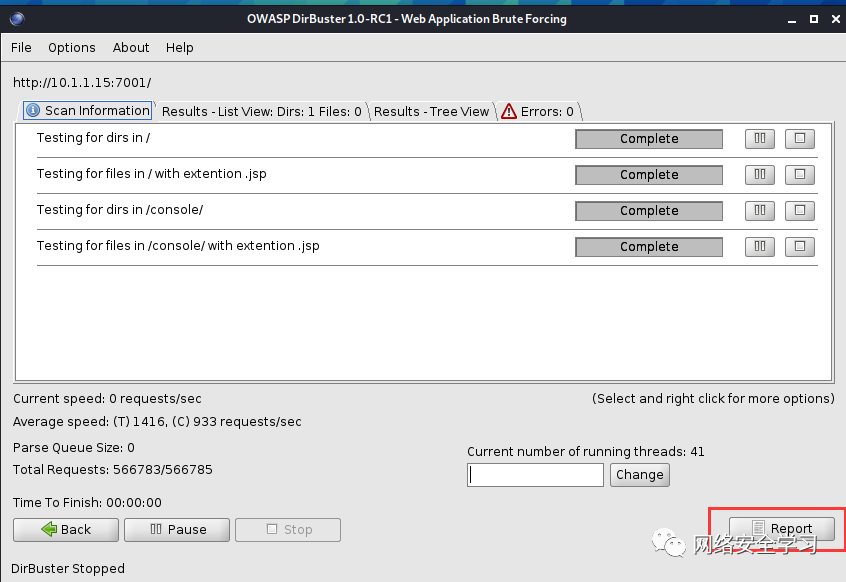 OWASP DirBuster 1.0-RC1 - Web Application Brute Forcing
File Options About Help
http://10.1.1.15:7001/
Scan Information Results - List View: Dirs: 1 Files: 0 Results - Tree View Errors: 0
Testing for dirs in / Complete
Testing for files in / with extention .jsp Complete
Testing for dirs in /console/ Complete
Testing for files in /console/ with extention .jsp Complete
Current speed: 0 requests/sec (Select and right click for more options)
Average speed: (T) 1416, (C) 933 requests/sec
Parse Queue Size: 0
Current number of running threads: 41
Total Requests: 566783/566785
Change
Time To Finish: 00:00:00
Back Pause Stop Report
网络安全学习
DirBuster Stopped